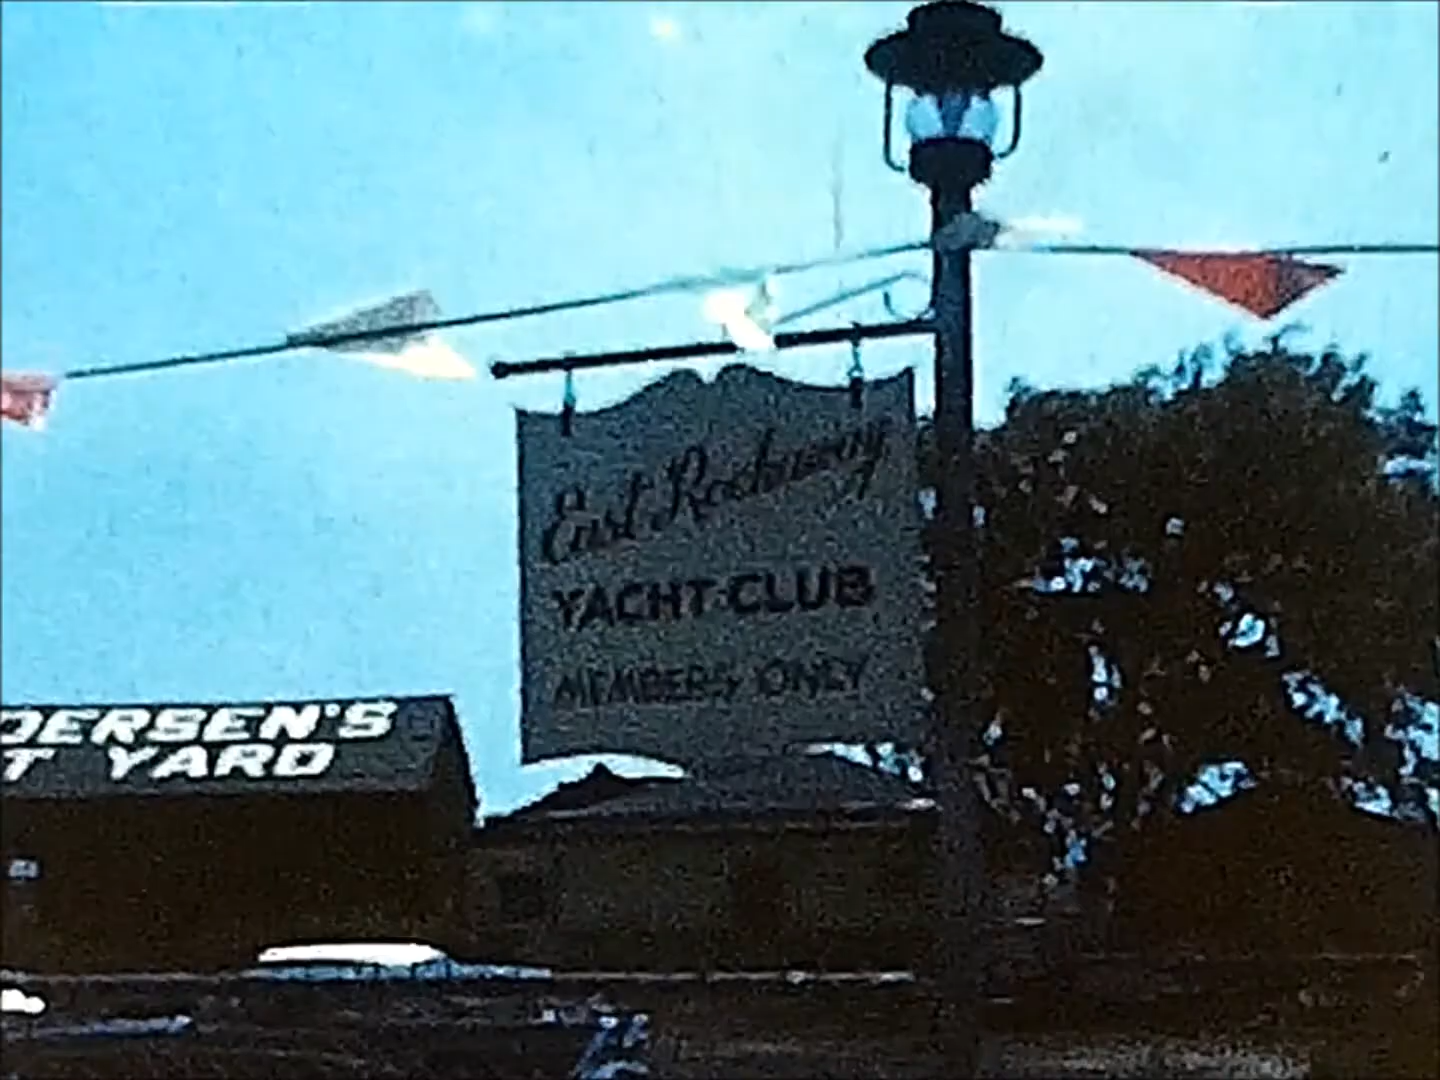 East Rockaway
YACHT CLUB
MEMBERS ONLY
DERSEN'S
T YARD